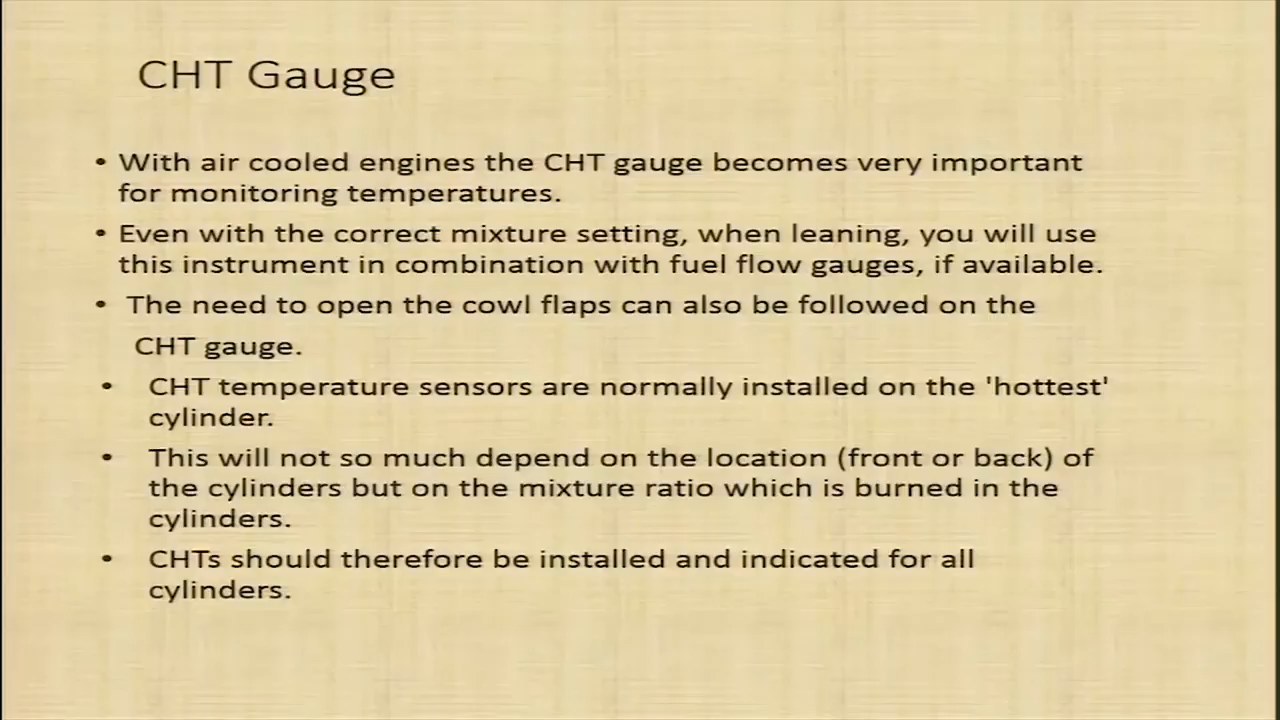 CHT Gauge
• With air cooled engines the CHT gauge becomes very important
for monitoring temperatures.
• Even with the correct mixture setting, when leaning, you will use
this instrument in combination with fuel flow gauges, if available.
• The need to open the cowl flaps can also be followed on the
CHT gauge.
• CHT temperature sensors are normally installed on the 'hottest'
cylinder.
• This will not so much depend on the location (front or back) of
the cylinders but on the mixture ratio which is burned in the
cylinders.
• CHTs should therefore be installed and indicated for all
cylinders.